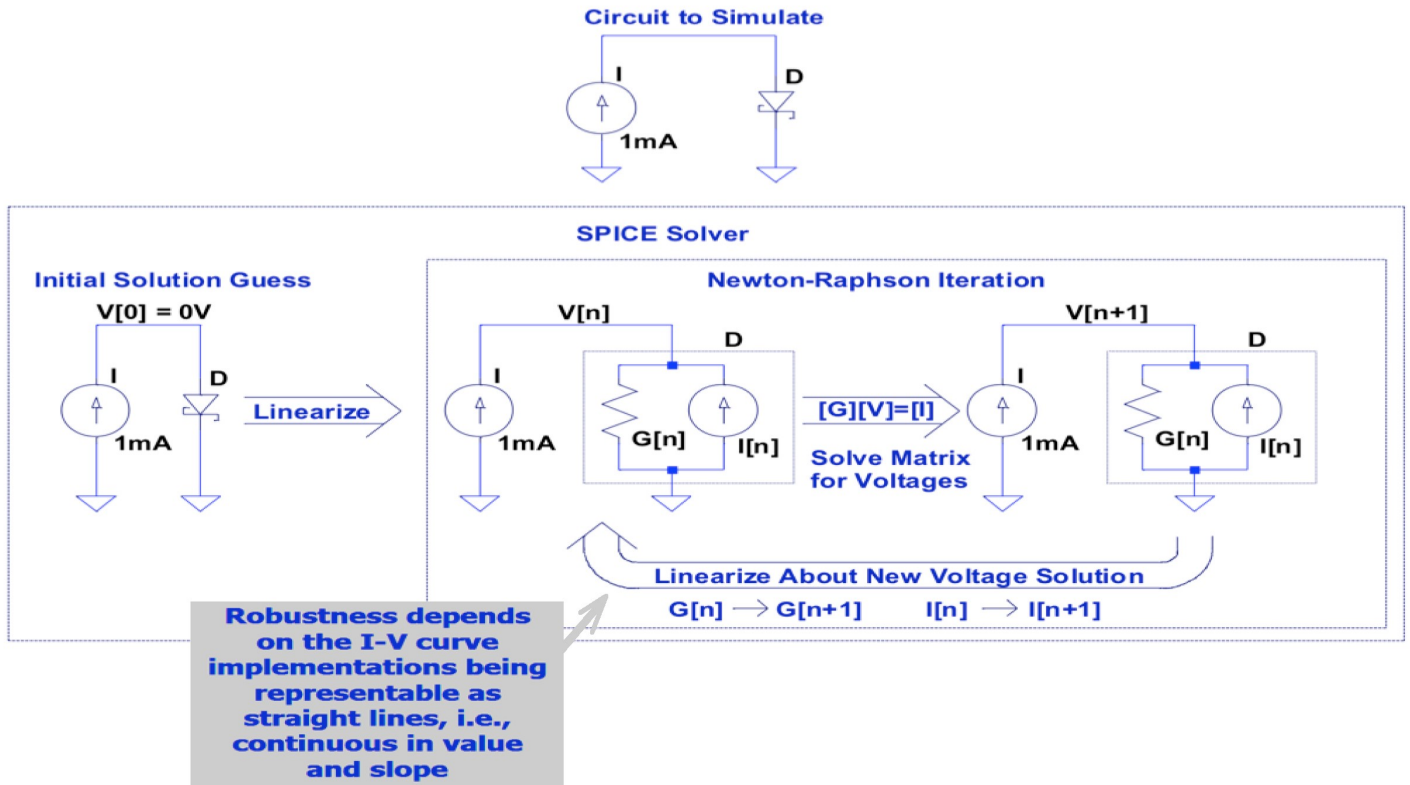 Circuit to Simulate
I
D
1mA
SPICE Solver
Initial Solution Guess
V[0] = 0V
I
D
1mA
Linearize
Newton-Raphson Iteration
V[n]
D
I
1mA
G[n]
I[n]
[G][V]=[I]
Solve Matrix
for Voltages
V[n+1]
D
I
1mA
G[n]
I[n]
Linearize About New Voltage Solution
G[n] → G[n+1] I[n] → I[n+1]
Robustness depends
on the I-V curve
implementations being
representable as
straight lines, i.e.,
continuous in value
and slope